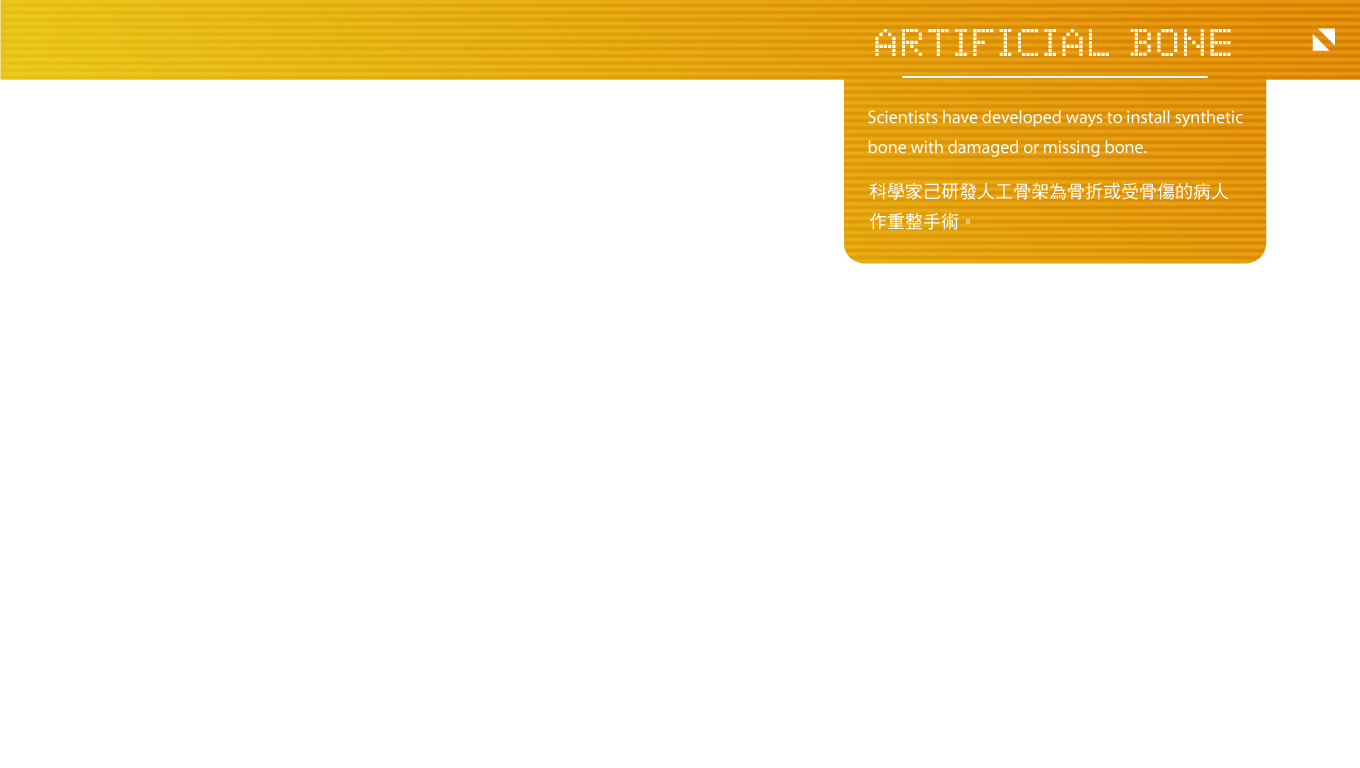 ARTIFICIAL BONE
Scientists have developed ways to install synthetic
bone with damaged or missing bone.
科學家己研發人工骨架為骨折或受骨傷的病人
作重整手術。